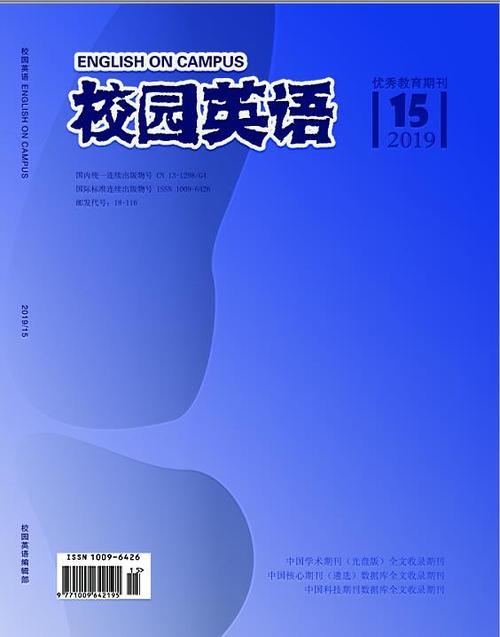 校园英语 ENGLISH ON CAMPUS
2019/15
校园英语编辑部
ENGLISH ON CAMPUS
校园英语
优秀教育期刊
15
2019
国内统一连续出版物号 CN 13-1298/G4
国际标准连续出版物号 ISSN 1009-6426
邮发代号：18-116
ISSN 1009-6426
15>
9 771009 642195
中国学术期刊（光盘版）全文收录期刊
中国核心期刊（遴选）数据库全文收录期刊
中国科技期刊数据库全文收录期刊